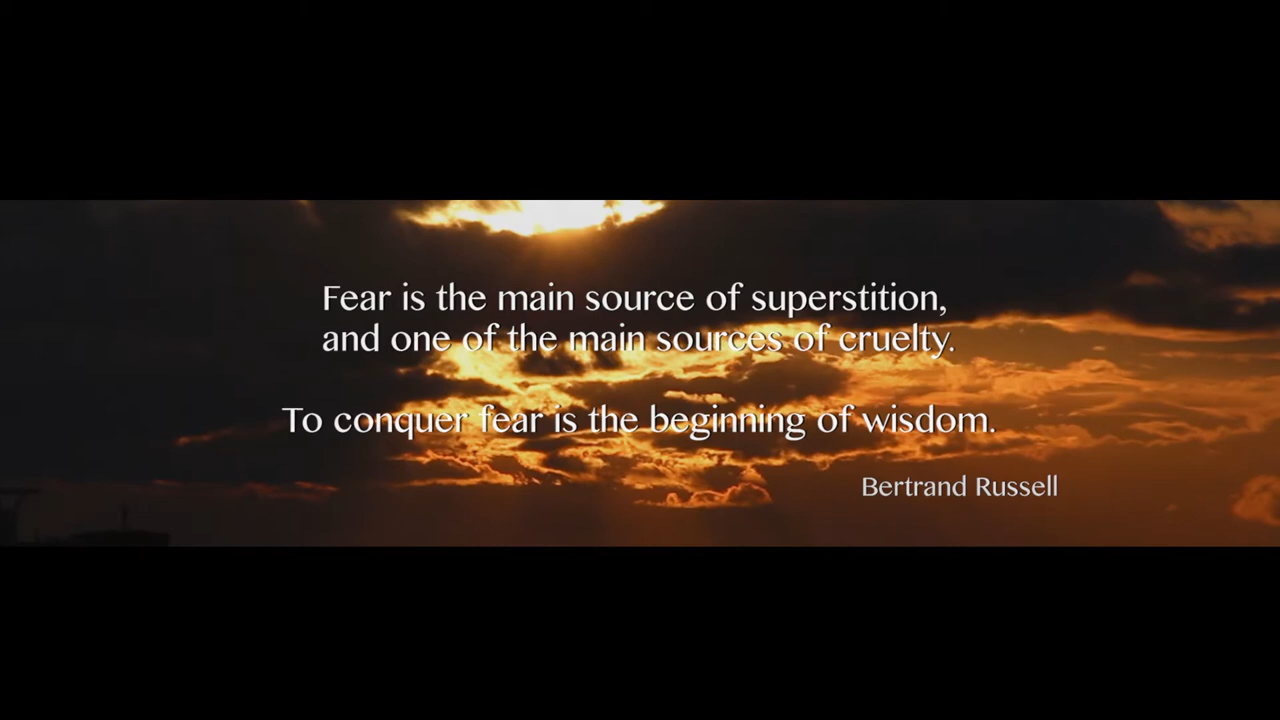 Fear is the main source of superstition,
and one of the main sources of cruelty.
To conquer fear is the beginning of wisdom.
Bertrand Russell